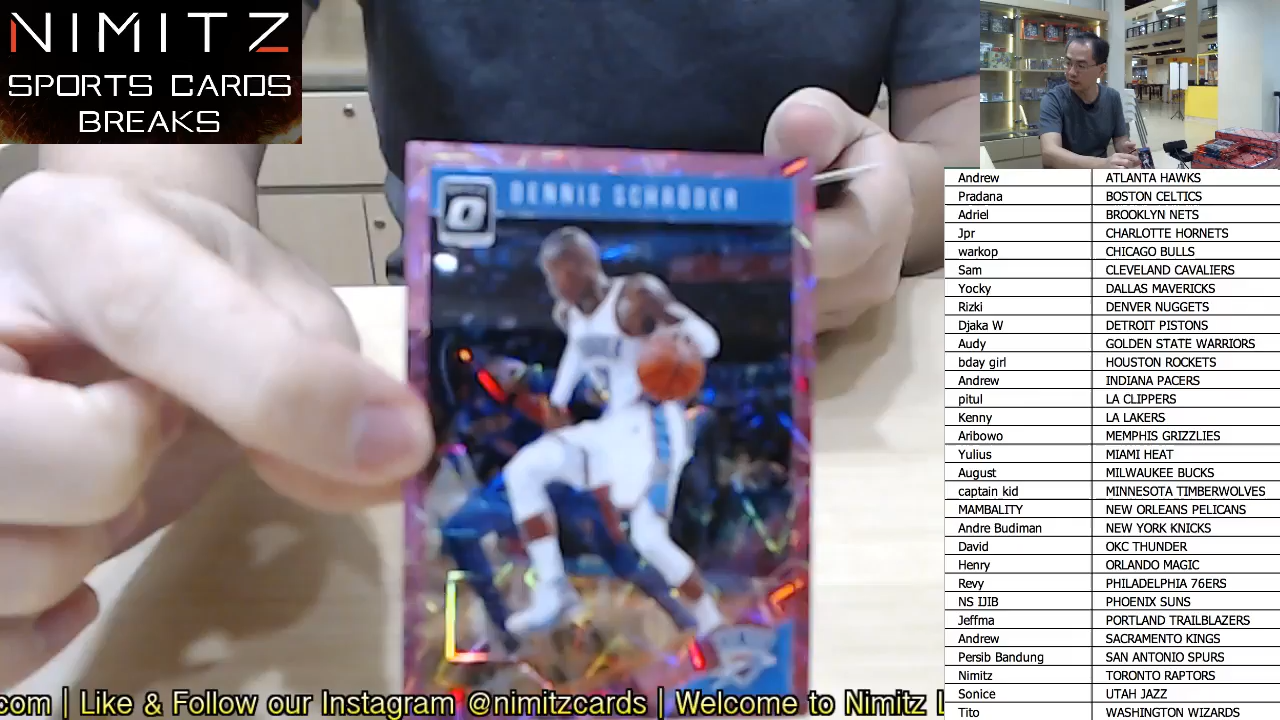 NIMITZ
SPORTS CARDS
BREAKS
DENNIS SCHRÖDER
Andrew ATLANTA HAWKS
Pradana BOSTON CELTICS
Adriel BROOKLYN NETS
Jpr CHARLOTTE HORNETS
warkop CHICAGO BULLS
Sam CLEVELAND CAVALIERS
Yocky DALLAS MAVERICKS
Rizki DENVER NUGGETS
Djaka W DETROIT PISTONS
Audy GOLDEN STATE WARRIORS
bday girl HOUSTON ROCKETS
Andrew INDIANA PACERS
pitul LA CLIPPERS
Kenny LA LAKERS
Aribowo MEMPHIS GRIZZLIES
Yulius MIAMI HEAT
August MILWAUKEE BUCKS
captain kid MINNESOTA TIMBERWOLVES
MAMBALITY NEW ORLEANS PELICANS
Andre Budiman NEW YORK KNICKS
David OKC THUNDER
Henry ORLANDO MAGIC
Revy PHILADELPHIA 76ERS
NS IJIB PHOENIX SUNS
Jeffma PORTLAND TRAILBLAZERS
Andrew SACRAMENTO KINGS
Persib Bandung SAN ANTONIO SPURS
Nimitz TORONTO RAPTORS
Sonice UTAH JAZZ
Tito WASHINGTON WIZARDS
com | Like & Follow our Instagram @nimitzcards | Welcome to Nimitz